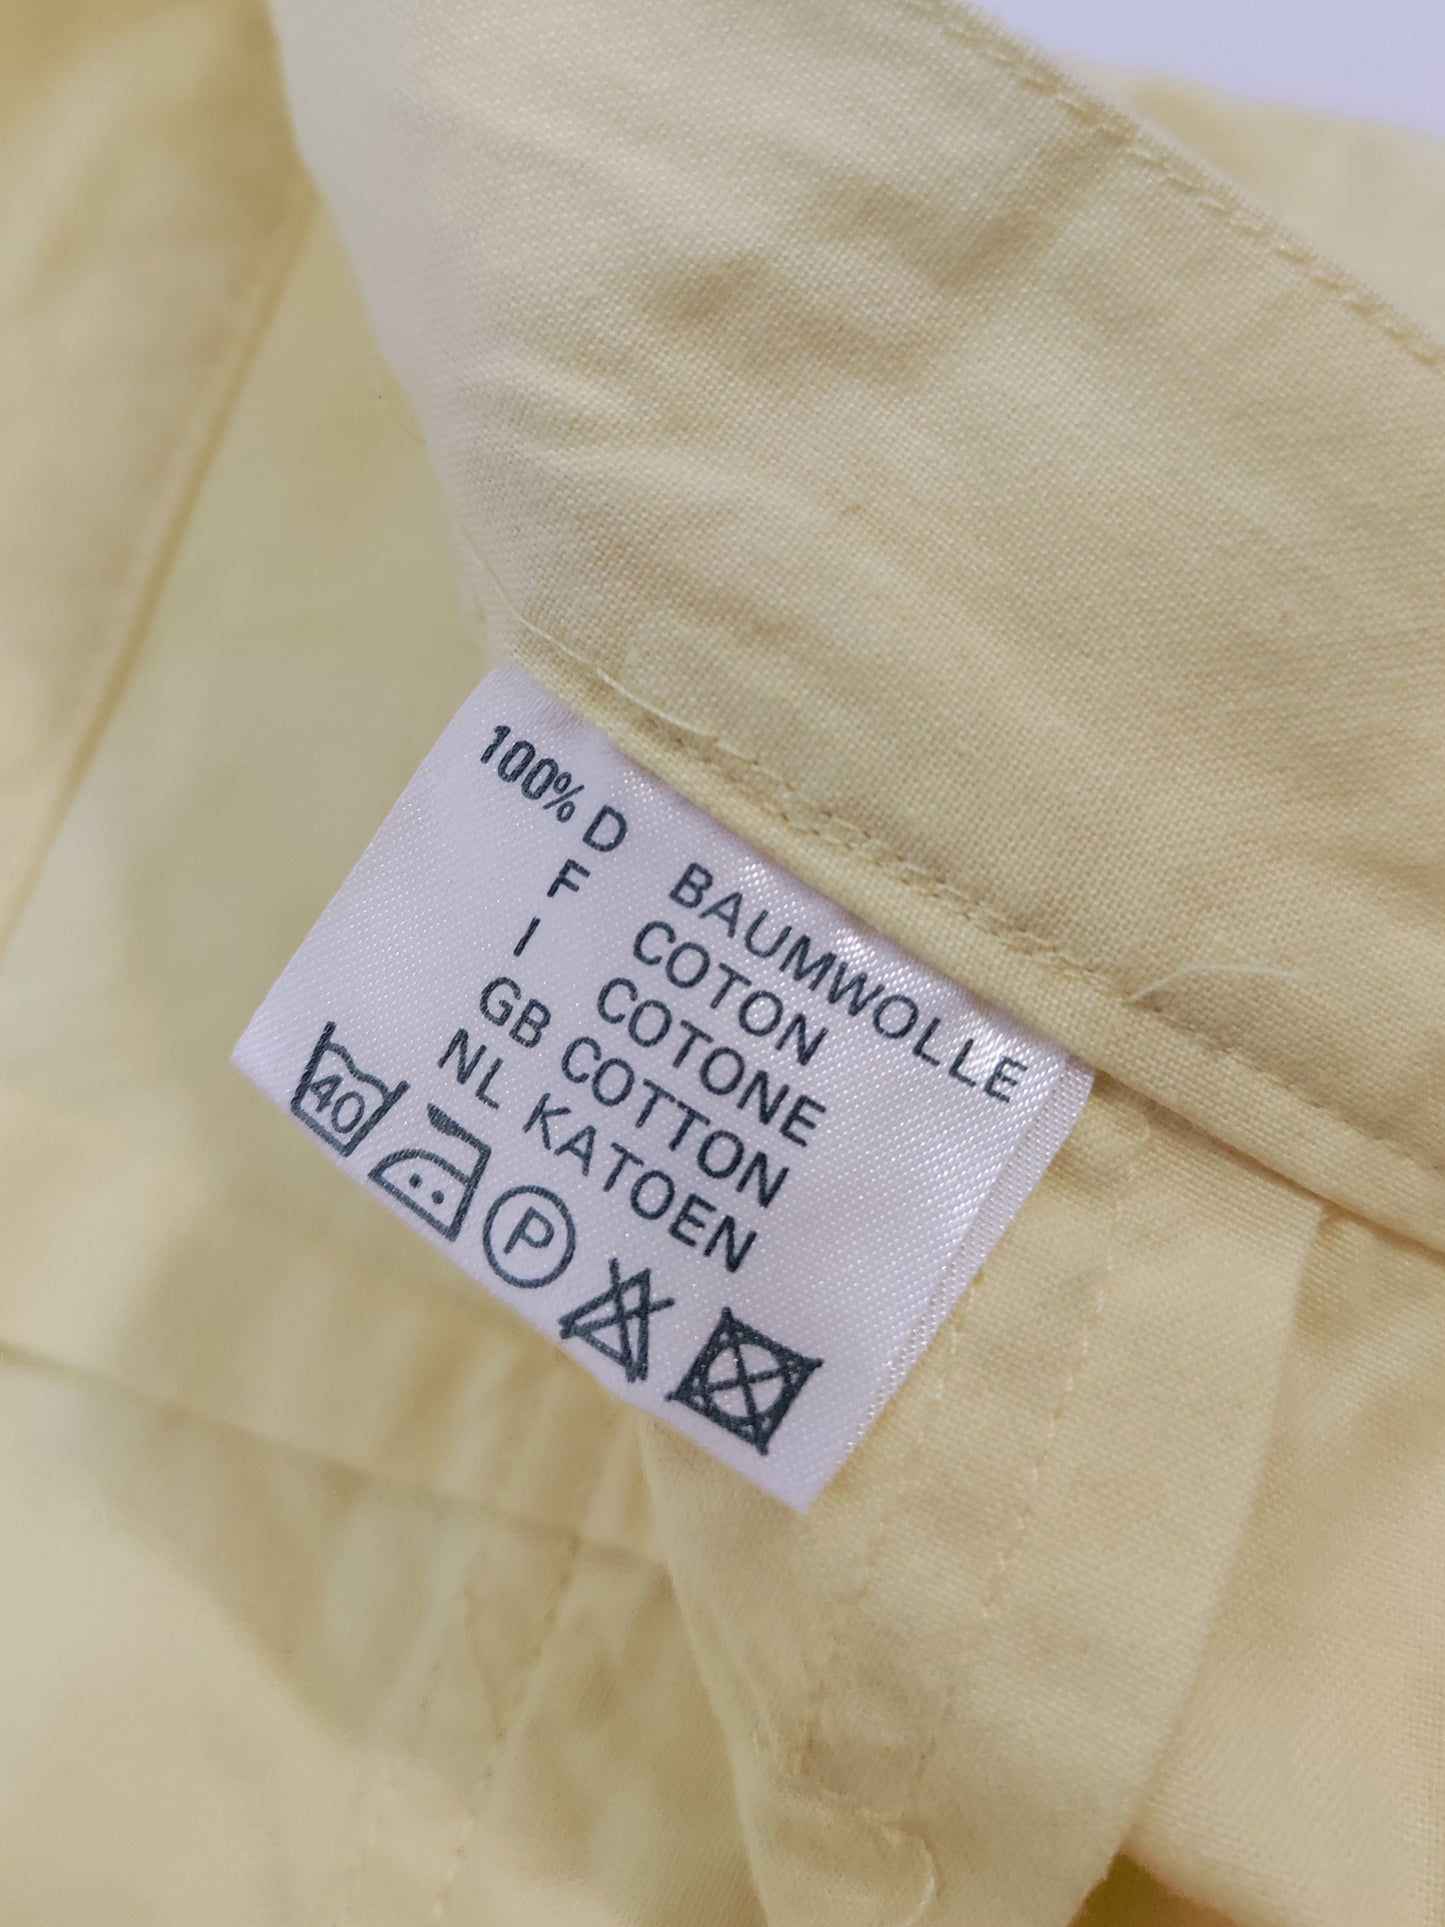 100% D BAUMWOLLE
F COTON
I COTONE
GB COTTON
NL KATOEN
40 P